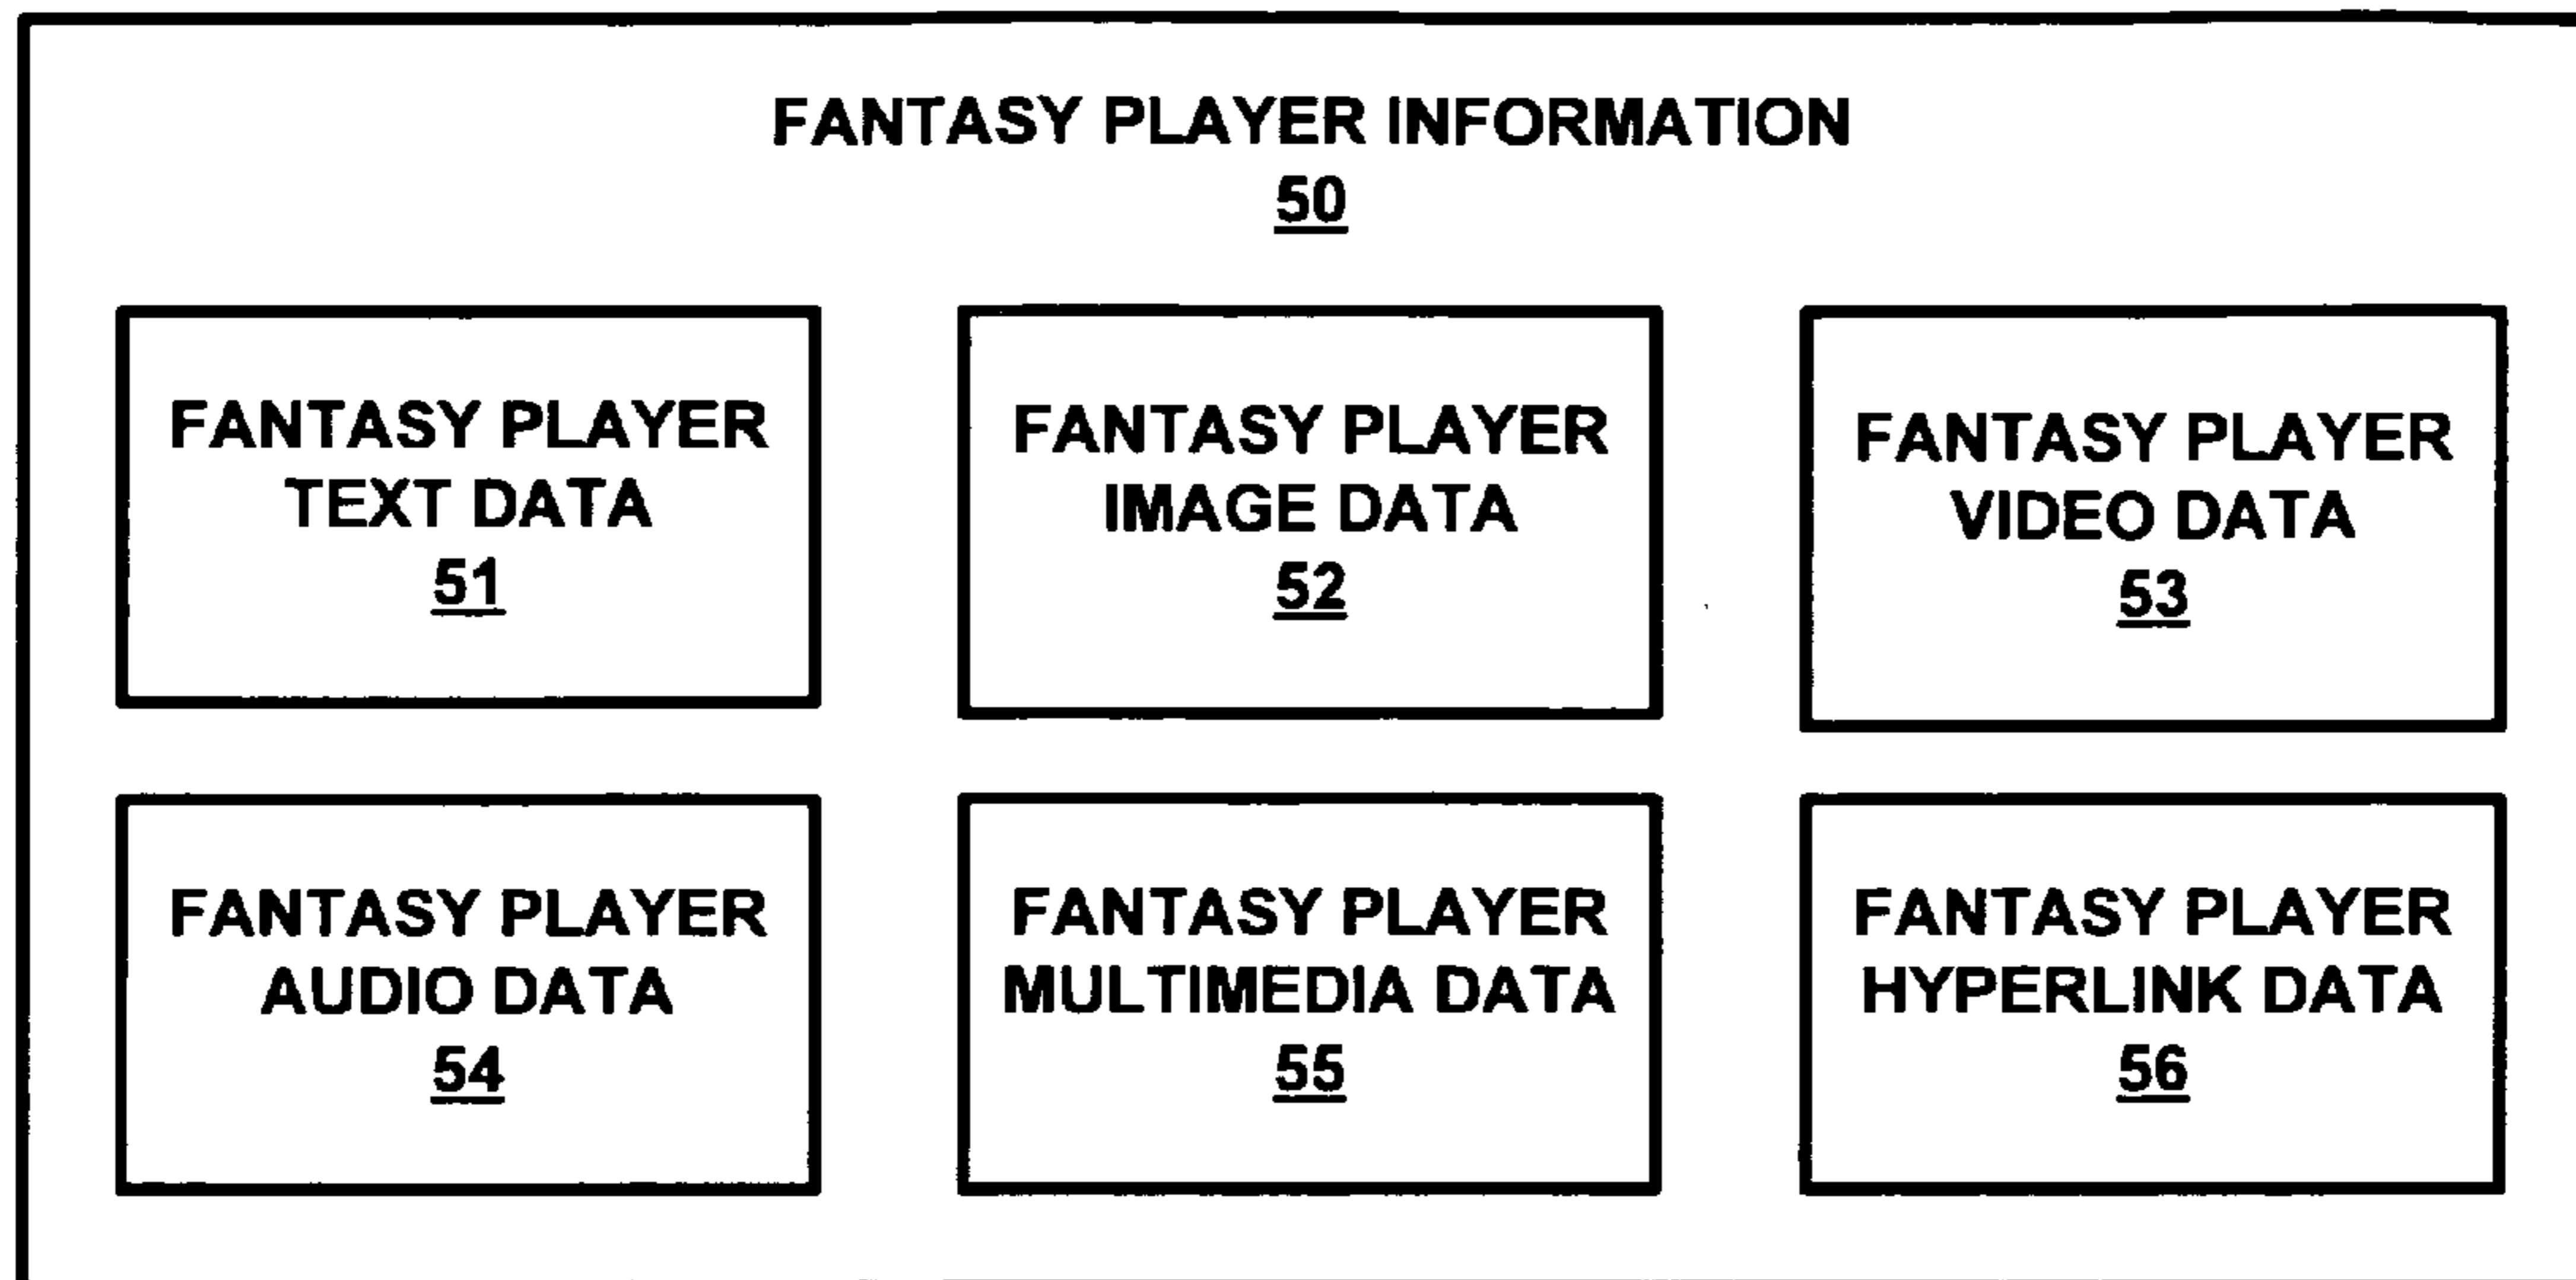 FANTASY PLAYER INFORMATION
50
FANTASY PLAYER
TEXT DATA
51
FANTASY PLAYER
IMAGE DATA
52
FANTASY PLAYER
VIDEO DATA
53
FANTASY PLAYER
AUDIO DATA
54
FANTASY PLAYER
MULTIMEDIA DATA
55
FANTASY PLAYER
HYPERLINK DATA
56